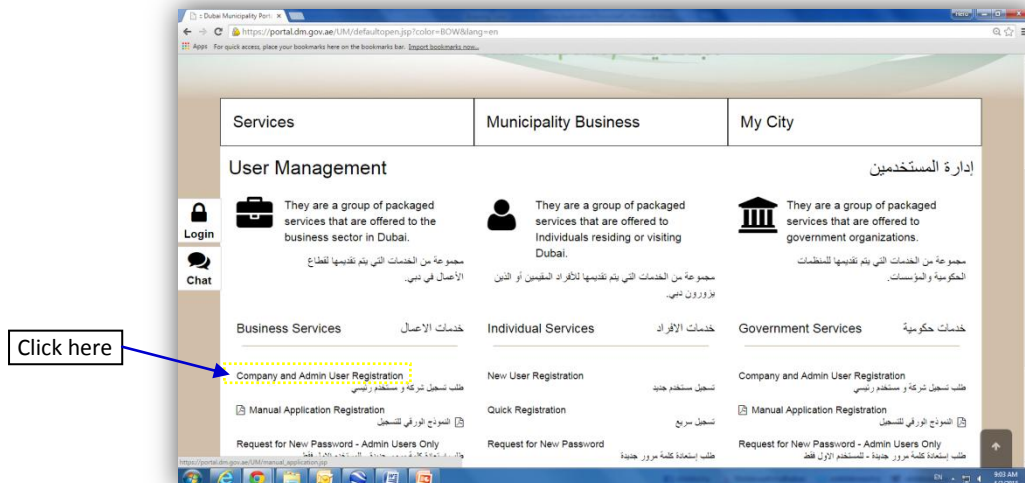 : Dubai Municipality Port
https://portal.dm.gov.ae/UM/defaultopen.jsp?color=BOW&lang=en
Apps For quick access, place your bookmarks here on the bookmarks bar. Import bookmarks now...
Services Municipality Business My City
User Management إدارة المستخدمين
Login
Chat
They are a group of packaged
services that are offered to the
business sector in Dubai.
مجموعة من الخدمات التي يتم تقديمها لقطاع
الأعمال في دبي.
They are a group of packaged
services that are offered to
Individuals residing or visiting
Dubai.
مجموعة من الخدمات التي يتم تقديمها للأفراد المقيمين أو الذين
يزورون دبي.
They are a group of packaged
services that are offered to
government organizations.
مجموعة من الخدمات التي يتم تقديمها للمنظمات
الحكومية والمؤسسات.
Business Services خدمات الاعمال
Individual Services خدمات الافراد
Government Services خدمات حكومية
Click here
Company and Admin User Registration
طلب تسجيل شركة و مستخدم رئيسي
Manual Application Registration
النموذج الورقي للتسجيل
Request for New Password - Admin Users Only
New User Registration
تسجيل مستخدم جديد
Quick Registration
تسجيل سريع
Request for New Password
طلب إستعادة كلمة مرور جديدة
Company and Admin User Registration
طلب تسجيل شركة و مستخدم رئيسي
Manual Application Registration
النموذج الورقي للتسجيل
Request for New Password - Admin Users Only
طلب إستعادة كلمة مرور جديدة - للمستخدم الاول فقط
https://portal.dm.gov.ae/UM/manual_application.jsp
EN 9:03 AM